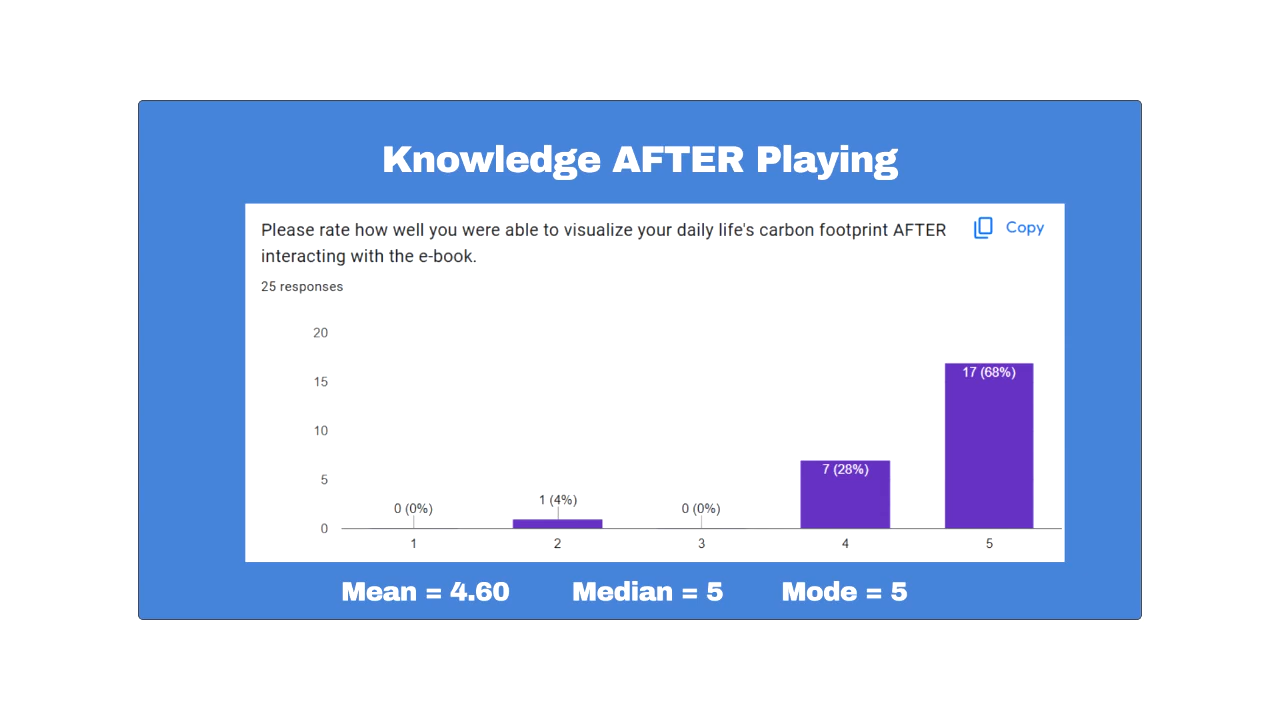 Knowledge AFTER Playing
Please rate how well you were able to visualize your daily life's carbon footprint AFTER
interacting with the e-book.
Copy
25 responses
20
15
10
5
0
0 (0%)
1 (4%)
0 (0%)
7 (28%)
17 (68%)
1
2
3
4
5
Mean = 4.60
Median = 5
Mode = 5